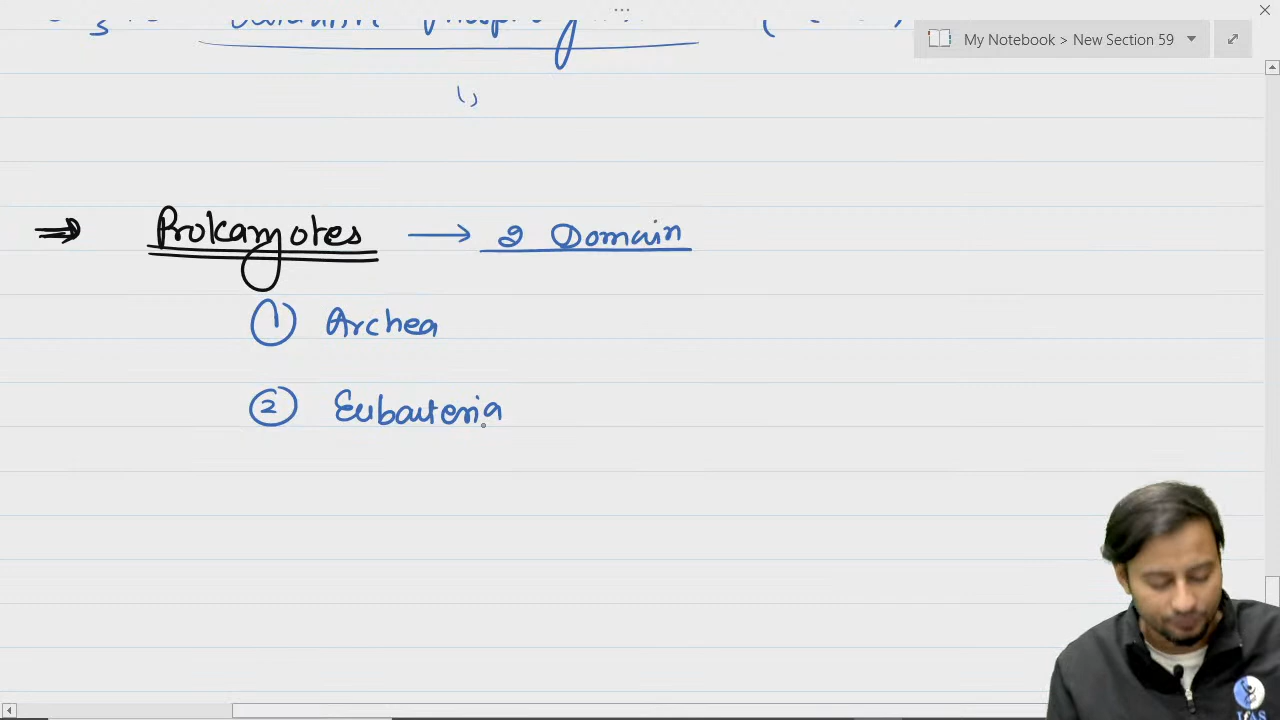 My Notebook > New Section 59
⇒ Prokaryotes → 2 Domain
① Archea
② Eubacteria